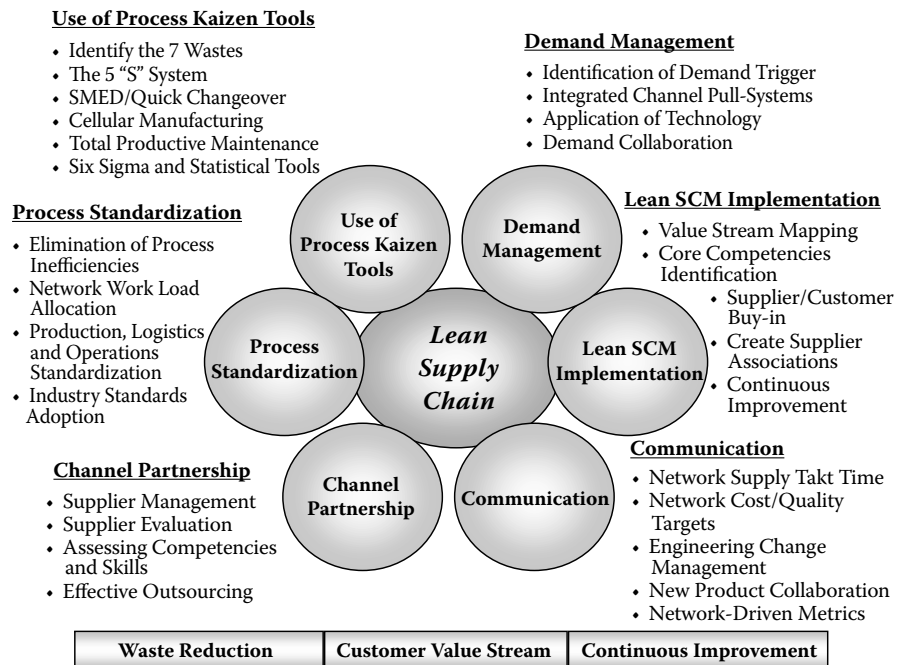 Use of Process Kaizen Tools
• Identify the 7 Wastes
• The 5 “S” System
• SMED/Quick Changeover
• Cellular Manufacturing
• Total Productive Maintenance
• Six Sigma and Statistical Tools
Demand Management
• Identification of Demand Trigger
• Integrated Channel Pull-Systems
• Application of Technology
• Demand Collaboration
Process Standardization
• Elimination of Process
Inefficiencies
• Network Work Load
Allocation
• Production, Logistics
and Operations
Standardization
• Industry Standards
Adoption
Use of
Process Kaizen
Tools
Demand
Management
Lean SCM Implementation
• Value Stream Mapping
• Core Competencies
Identification
• Supplier/Customer
Buy-in
• Create Supplier
Associations
• Continuous
Improvement
Process
Standardization
Lean
Supply
Chain
Lean SCM
Implementation
Channel Partnership
• Supplier Management
• Supplier Evaluation
• Assessing Competencies
and Skills
• Effective Outsourcing
Channel
Partnership
Communication
Communication
• Network Supply Takt Time
• Network Cost/Quality
Targets
• Engineering Change
Management
• New Product Collaboration
• Network-Driven Metrics
Waste Reduction
Customer Value Stream
Continuous Improvement